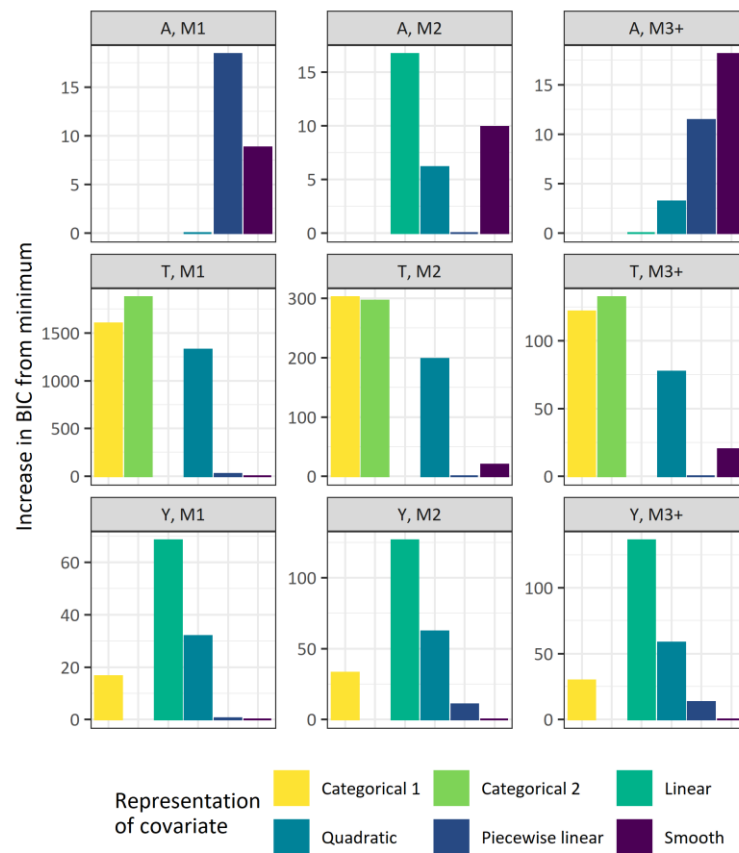 A, M1
A, M2
A, M3+
15
10
5
0
15
10
5
0
15
10
5
0
T, M1
T, M2
T, M3+
1500
1000
500
0
300
200
100
0
100
50
0
Y, M1
Y, M2
Y, M3+
60
40
20
0
100
50
0
100
50
0
Increase in BIC from minimum
Representation
of covariate
Categorical 1
Categorical 2
Linear
Quadratic
Piecewise linear
Smooth